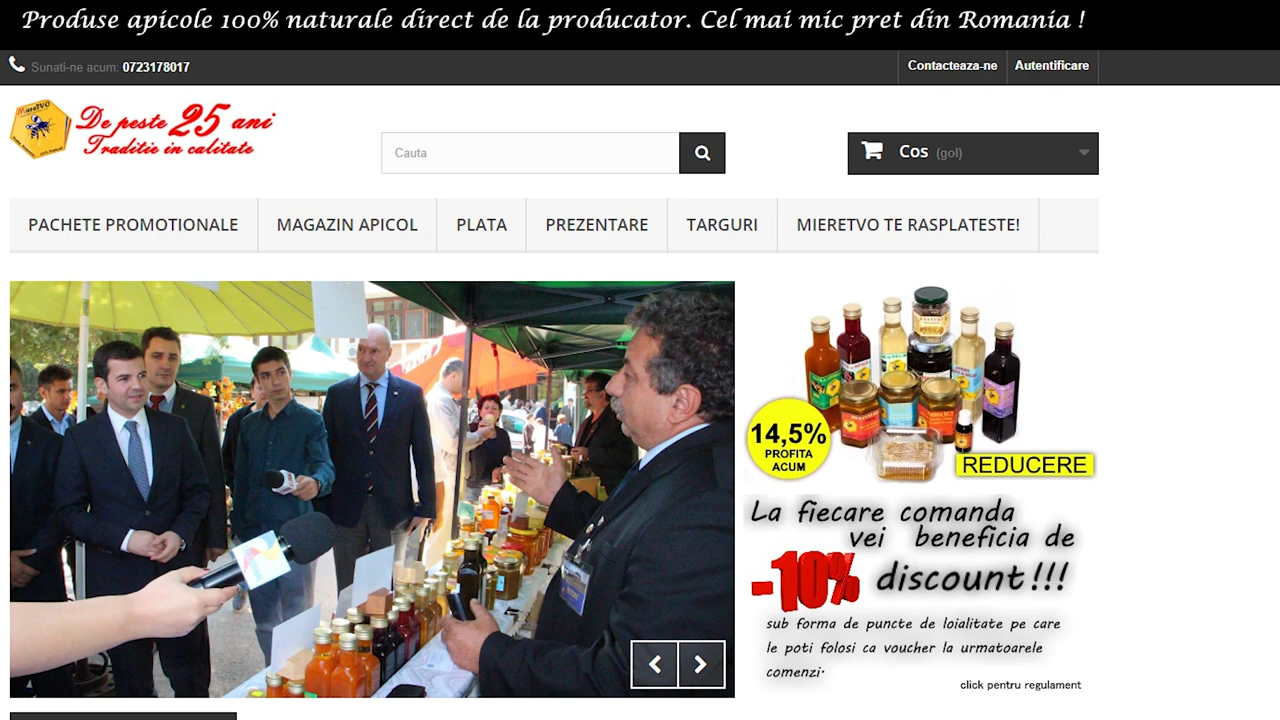 Produse apicole 100% naturale direct de la producator. Cel mai mic pret din Romania !
Sunati-ne acum: 0723178017
Contacteaza-ne
Autentificare
MiereTVO
De peste 25 ani
Traditie in calitate
Cauta
Cos (gol)
PACHETE PROMOTIONALE
MAGAZIN APICOL
PLATA
PREZENTARE
TARGURI
MIERETVO TE RASPLATESTE!
14,5%
PROFITA
ACUM
REDUCERE
La fiecare comanda
vei beneficia de
-10% discount!!!
sub forma de puncte de loialitate pe care
le poti folosi ca voucher la urmatoarele
comenzi.
click pentru regulament